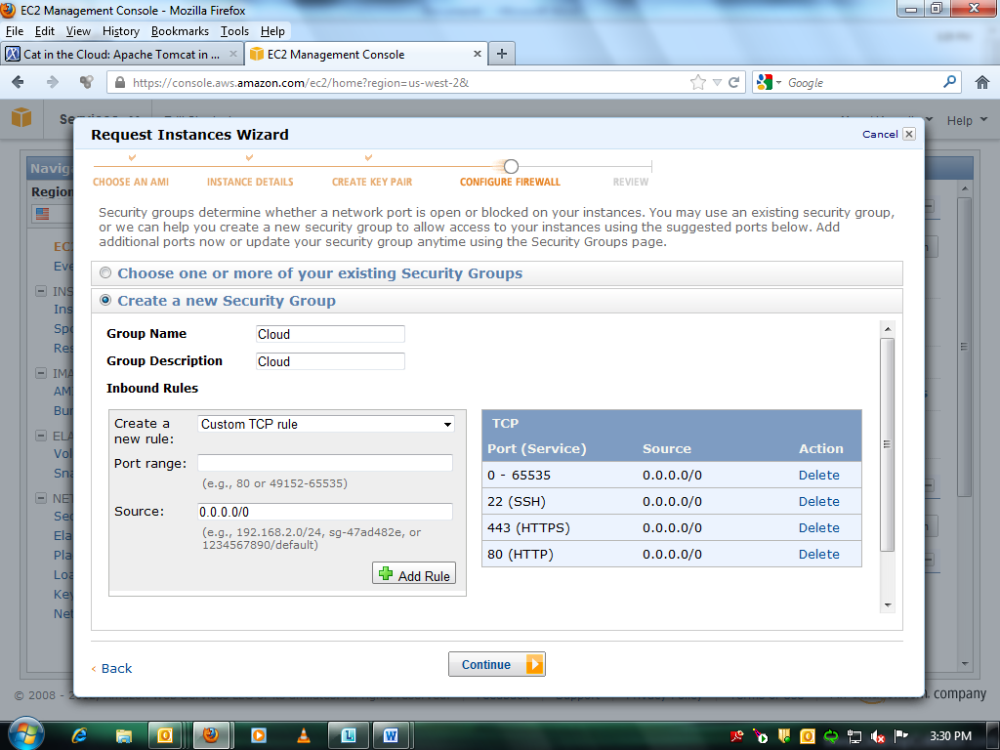 EC2 Management Console - Mozilla Firefox
File Edit View History Bookmarks Tools Help
Cat in the Cloud: Apache Tomcat in ...
EC2 Management Console
https://console.aws.amazon.com/ec2/home?region=us-west-2&
Google
Help
Request Instances Wizard
Cancel
CHOOSE AN AMI
INSTANCE DETAILS
CREATE KEY PAIR
CONFIGURE FIREWALL
REVIEW
Region
Security groups determine whether a network port is open or blocked on your instances. You may use an existing security group,
or we can help you create a new security group to allow access to your instances using the suggested ports below. Add
additional ports now or update your security group anytime using the Security Groups page.
Choose one or more of your existing Security Groups
Create a new Security Group
Group Name Cloud
Group Description Cloud
Inbound Rules
Create a
new rule:
Custom TCP rule
Port range:
(e.g., 80 or 49152-65535)
Source: 0.0.0.0/0
(e.g., 192.168.2.0/24, sg-47ad482e, or
1234567890/default)
Add Rule
TCP
Port (Service) Source Action
0 - 65535 0.0.0.0/0 Delete
22 (SSH) 0.0.0.0/0 Delete
443 (HTTPS) 0.0.0.0/0 Delete
80 (HTTP) 0.0.0.0/0 Delete
Back
Continue
© 2008 -
company
3:30 PM